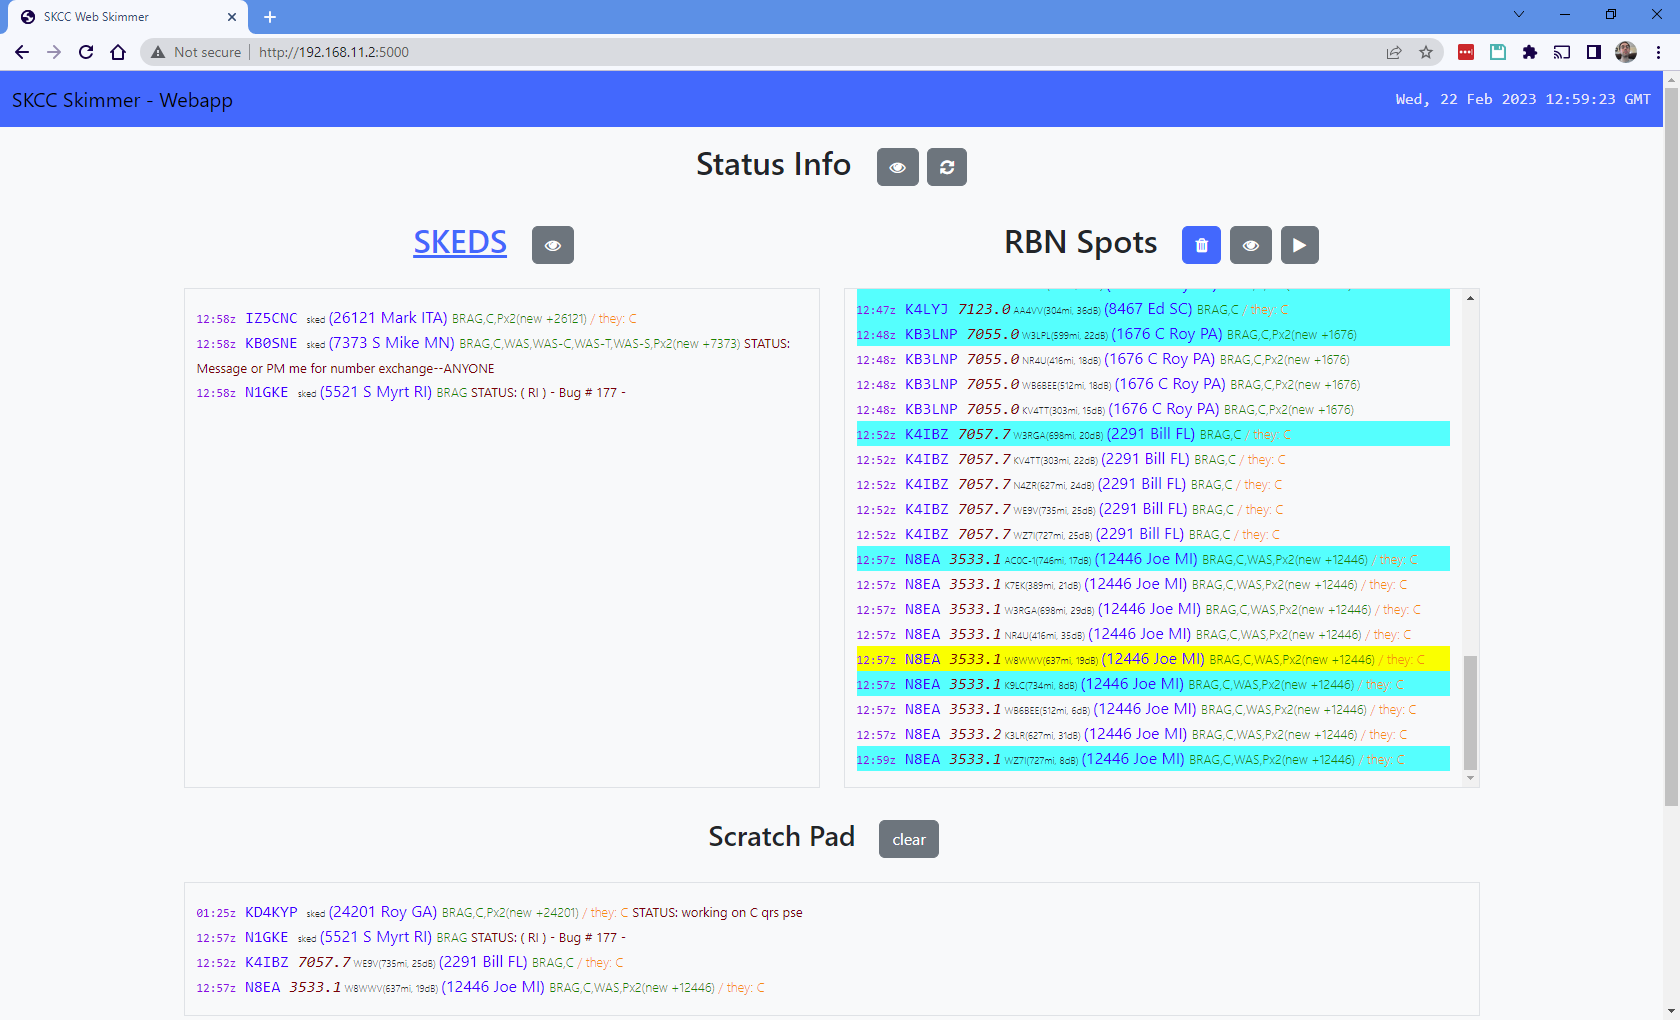 SKCC Web Skimmer
Not secure | http://192.168.11.2:5000
SKCC Skimmer - Webapp
Wed, 22 Feb 2023 12:59:23 GMT
Status Info
SKEDS
12:58z IZ5CNC sked (26121 Mark ITA) BRAG,C,Px2(new +26121) / they: C
12:58z KB0SNE sked (7373 S Mike MN) BRAG,C,WAS,WAS-C,WAS-T,WAS-S,Px2(new +7373) STATUS:
Message or PM me for number exchange--ANYONE
12:58z N1GKE sked (5521 S Myrt RI) BRAG STATUS: ( RI ) - Bug # 177 -
RBN Spots
12:47z K4LYJ 7123.0 AA4VV(304mi, 36dB) (8467 Ed SC) BRAG,C / they: C
12:48z KB3LNP 7055.0 W3LPL(599mi, 22dB) (1676 C Roy PA) BRAG,C,Px2(new +1676)
12:48z KB3LNP 7055.0 NR4U(416mi, 18dB) (1676 C Roy PA) BRAG,C,Px2(new +1676)
12:48z KB3LNP 7055.0 WB6BEE(512mi, 18dB) (1676 C Roy PA) BRAG,C,Px2(new +1676)
12:48z KB3LNP 7055.0 KV4TT(303mi, 15dB) (1676 C Roy PA) BRAG,C,Px2(new +1676)
12:52z K4IBZ 7057.7 W3RGA(698mi, 20dB) (2291 Bill FL) BRAG,C / they: C
12:52z K4IBZ 7057.7 KV4TT(303mi, 22dB) (2291 Bill FL) BRAG,C / they: C
12:52z K4IBZ 7057.7 N4ZR(627mi, 24dB) (2291 Bill FL) BRAG,C / they: C
12:52z K4IBZ 7057.7 WE9V(735mi, 25dB) (2291 Bill FL) BRAG,C / they: C
12:52z K4IBZ 7057.7 WZ7I(727mi, 25dB) (2291 Bill FL) BRAG,C / they: C
12:57z N8EA 3533.1 AC0C-1(746mi, 17dB) (12446 Joe MI) BRAG,C,WAS,Px2(new +12446) / they: C
12:57z N8EA 3533.1 K7EK(389mi, 21dB) (12446 Joe MI) BRAG,C,WAS,Px2(new +12446) / they: C
12:57z N8EA 3533.1 W3RGA(698mi, 29dB) (12446 Joe MI) BRAG,C,WAS,Px2(new +12446) / they: C
12:57z N8EA 3533.1 NR4U(416mi, 35dB) (12446 Joe MI) BRAG,C,WAS,Px2(new +12446) / they: C
12:57z N8EA 3533.1 W8WWV(637mi, 19dB) (12446 Joe MI) BRAG,C,WAS,Px2(new +12446) / they: C
12:57z N8EA 3533.1 K9LC(734mi, 8dB) (12446 Joe MI) BRAG,C,WAS,Px2(new +12446) / they: C
12:57z N8EA 3533.1 WB6BEE(512mi, 6dB) (12446 Joe MI) BRAG,C,WAS,Px2(new +12446) / they: C
12:57z N8EA 3533.2 K3LR(627mi, 31dB) (12446 Joe MI) BRAG,C,WAS,Px2(new +12446) / they: C
12:59z N8EA 3533.1 WZ7I(727mi, 8dB) (12446 Joe MI) BRAG,C,WAS,Px2(new +12446) / they: C
Scratch Pad
clear
01:25z KD4KYP sked (24201 Roy GA) BRAG,C,Px2(new +24201) / they: C STATUS: working on C qrs pse
12:57z N1GKE sked (5521 S Myrt RI) BRAG STATUS: ( RI ) - Bug # 177 -
12:52z K4IBZ 7057.7 WE9V(735mi, 25dB) (2291 Bill FL) BRAG,C / they: C
12:57z N8EA 3533.1 W8WWV(637mi, 19dB) (12446 Joe MI) BRAG,C,WAS,Px2(new +12446) / they: C